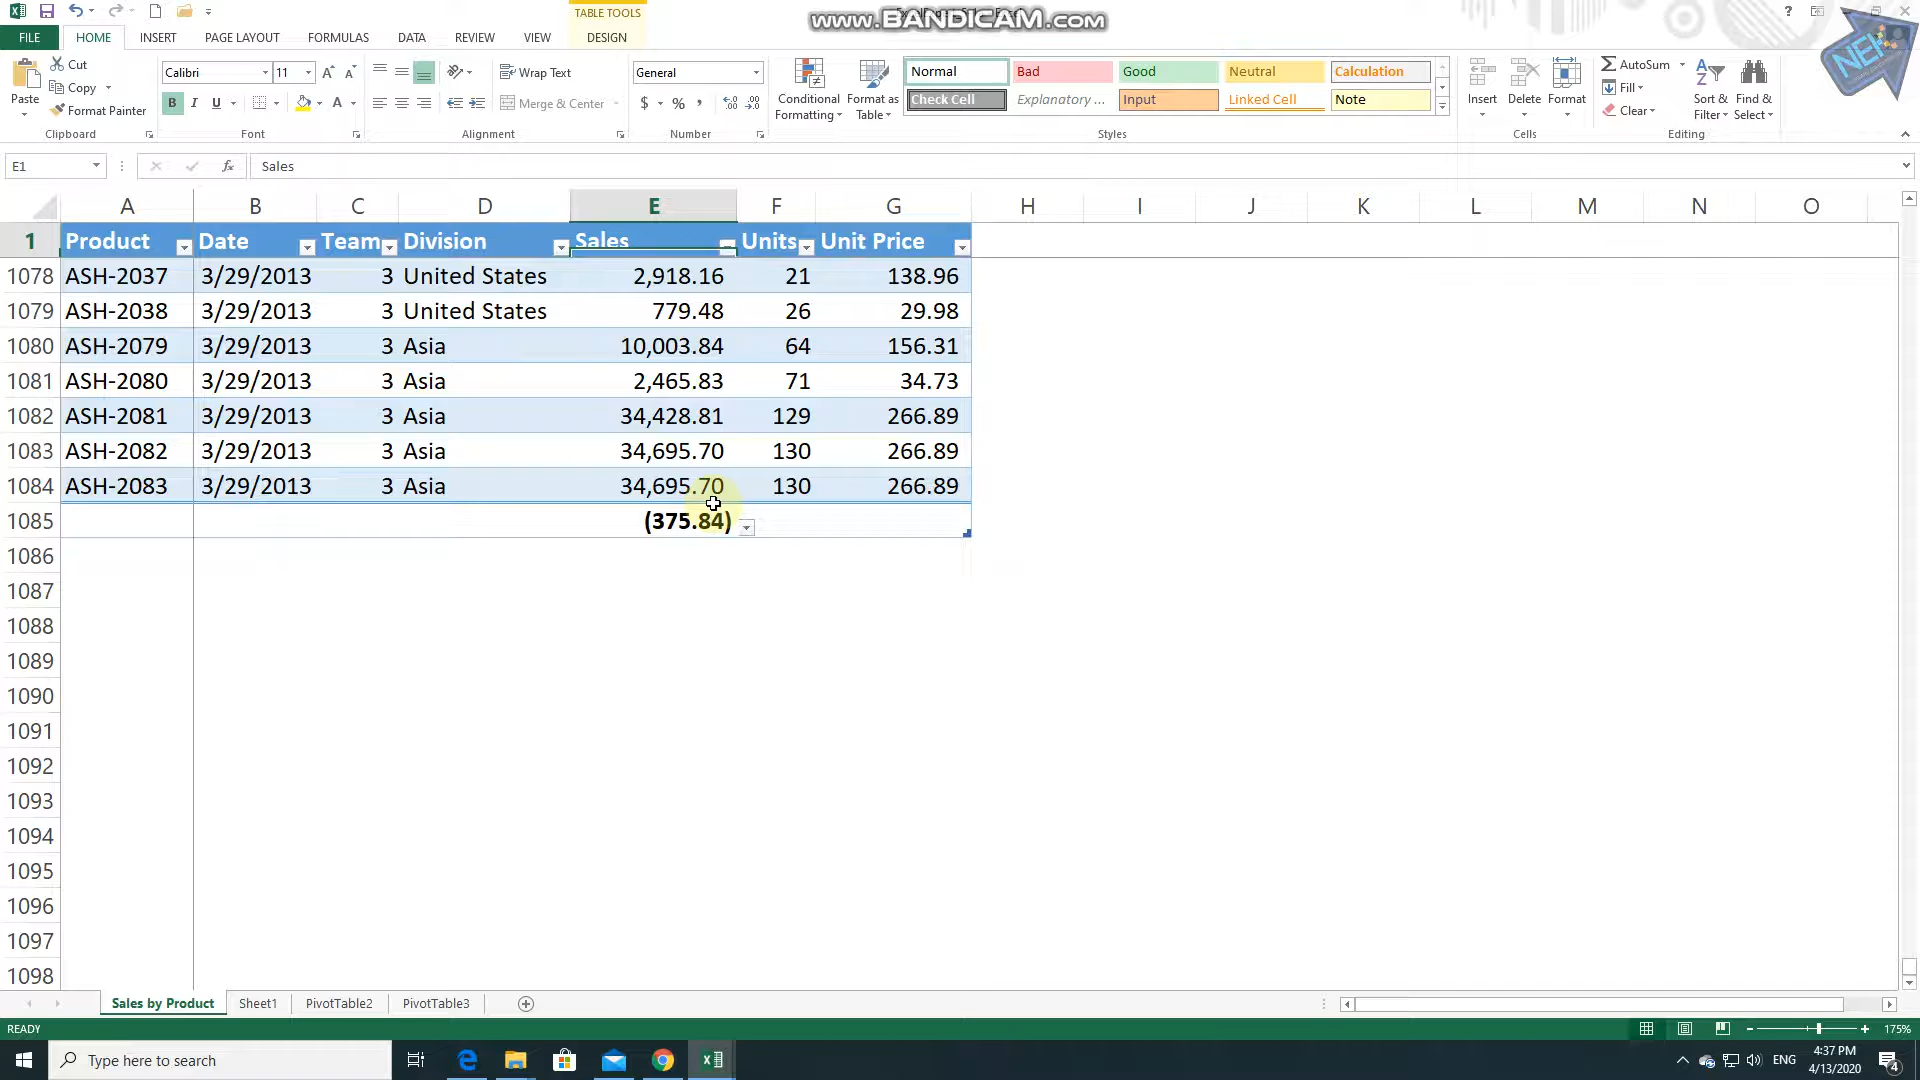 www.BANDICAM.com
TABLE TOOLS
FILE HOME INSERT PAGE LAYOUT FORMULAS DATA REVIEW VIEW DESIGN
Paste
Cut
Copy
Format Painter
Clipboard
Calibri 11
B I U
Font
Wrap Text
Merge & Center
Alignment
General
$ % ,
Number
Conditional Formatting
Format as Table
Normal Bad Good Neutral Calculation
Check Cell Explanatory ... Input Linked Cell Note
Styles
Insert Delete Format
Cells
AutoSum
Fill
Clear
Sort & Filter
Find & Select
Editing
NEW
E1 fx Sales
A B C D E F G H I J K L M N O
1 Product Date Team Division Sales Units Unit Price
1078 ASH-2037 3/29/2013 3 United States 2,918.16 21 138.96
1079 ASH-2038 3/29/2013 3 United States 779.48 26 29.98
1080 ASH-2079 3/29/2013 3 Asia 10,003.84 64 156.31
1081 ASH-2080 3/29/2013 3 Asia 2,465.83 71 34.73
1082 ASH-2081 3/29/2013 3 Asia 34,428.81 129 266.89
1083 ASH-2082 3/29/2013 3 Asia 34,695.70 130 266.89
1084 ASH-2083 3/29/2013 3 Asia 34,695.70 130 266.89
1085 (375.84)
1086
1087
1088
1089
1090
1091
1092
1093
1094
1095
1096
1097
1098
Sales by Product Sheet1 PivotTable2 PivotTable3
READY 175%
Type here to search
ENG
4:37 PM
4/13/2020
4